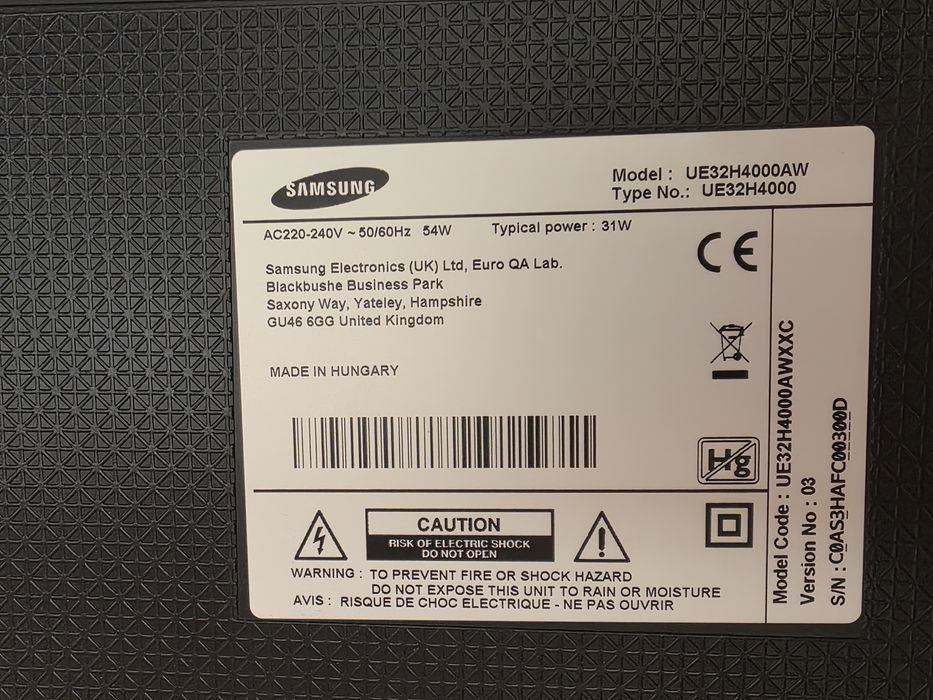 SAMSUNG
Model : UE32H4000AW
Type No.: UE32H4000
AC220-240V ~ 50/60Hz 54W Typical power : 31W
Samsung Electronics (UK) Ltd, Euro QA Lab.
Blackbushe Business Park
Saxony Way, Yateley, Hampshire
GU46 6GG United Kingdom
MADE IN HUNGARY
CE
Hg
CAUTION
RISK OF ELECTRIC SHOCK
DO NOT OPEN
WARNING : TO PREVENT FIRE OR SHOCK HAZARD
DO NOT EXPOSE THIS UNIT TO RAIN OR MOISTURE
AVIS : RISQUE DE CHOC ELECTRIQUE - NE PAS OUVRIR
Model Code : UE32H4000AWXXC
Version No : 03
S/N : C0AS3HAFC00300D